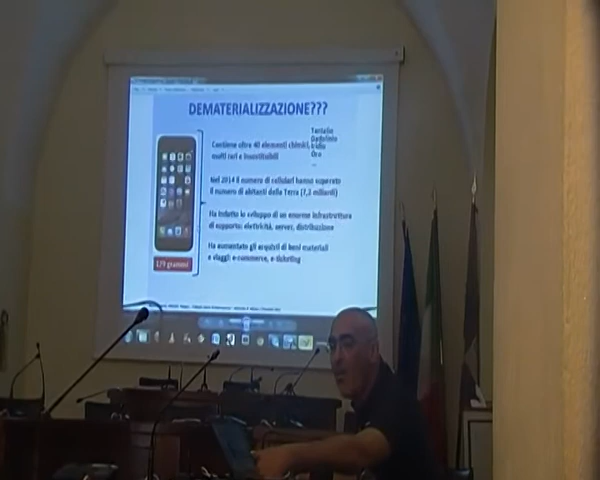 DEMATERIALIZZAZIONE???
Contiene oltre 40 elementi chimici,
molti rari e insostituibili
Tantalio
Gadolinio
Iridio
Oro
...
Nel 2014 il numero di cellulari hanno superato
il numero di abitanti della Terra (7,2 miliardi)
Ha indotto lo sviluppo di un enorme infrastruttura
di supporto: elettricità, server, distribuzione
Ha aumentato gli acquisti di beni materiali
e viaggi: e-commerce, e-ticketing
129 grammi